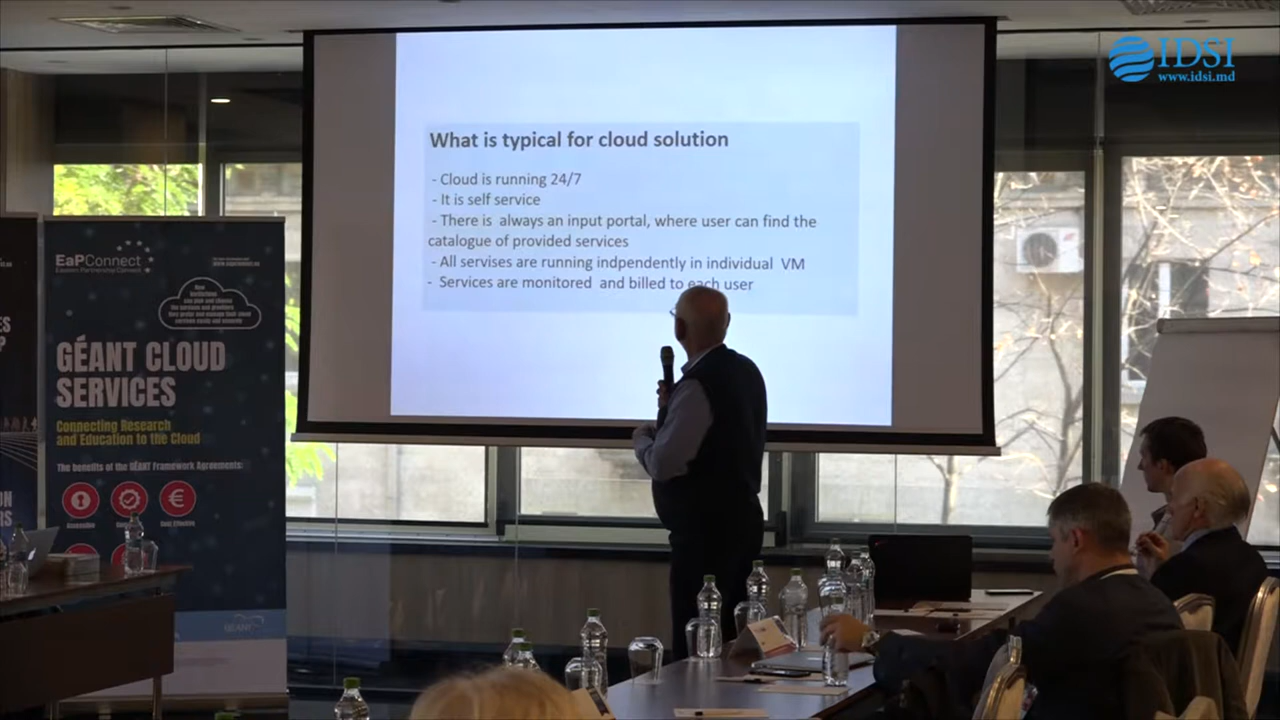 IDSI
www.idsi.md
What is typical for cloud solution
- Cloud is running 24/7
- It is self service
- There is always an input portal, where user can find the
catalogue of provided services
- All servises are running indpendently in individual VM
- Services are monitored and billed to each user
EaPConnect
Eastern Partnership Connect
GÉANT CLOUD
SERVICES
Connecting Research
and Education to the Cloud
The benefits of the GÉANT Framework Agreements: